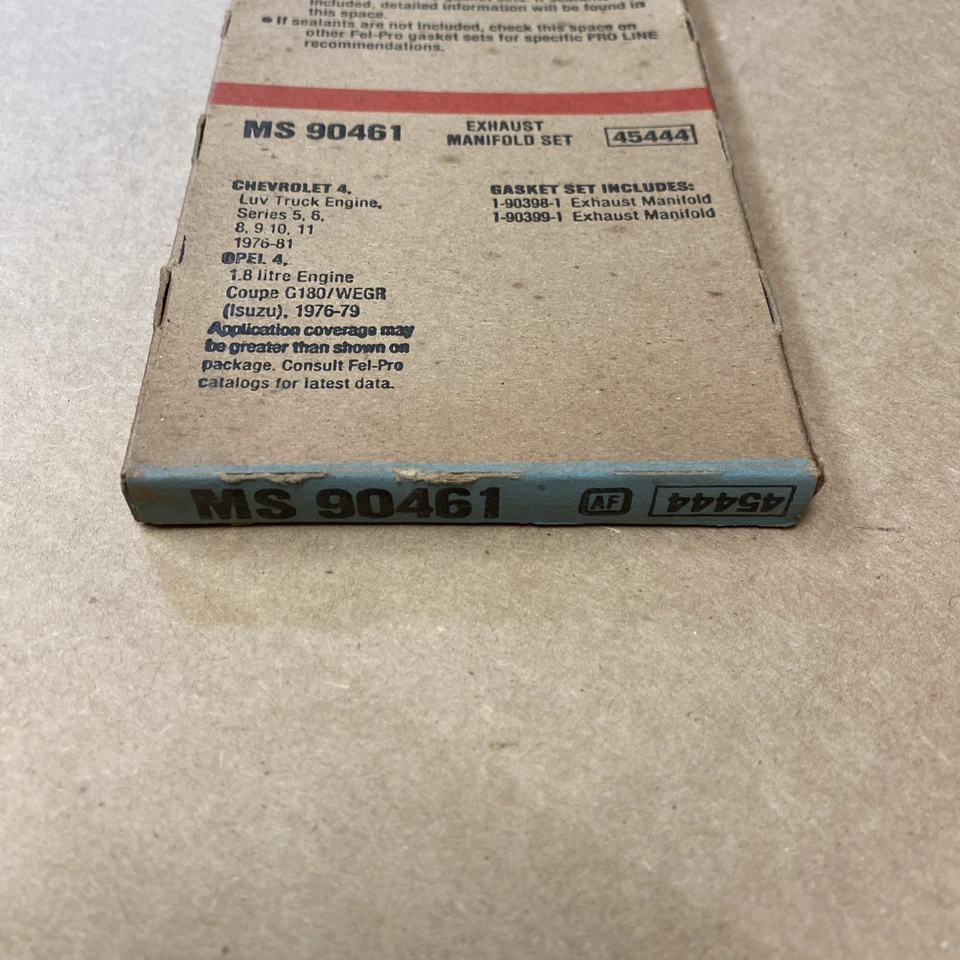 included, detailed information will be found in
this space.
● If sealants are not included, check this space on
other Fel-Pro gasket sets for specific PRO LINE
recommendations.
MS 90461 EXHAUST MANIFOLD SET 45444
CHEVROLET 4,
Luv Truck Engine,
Series 5, 6,
8, 9 10, 11
1976-81
OPEL 4,
1.8 litre Engine
Coupe G180/WEGR
(Isuzu), 1976-79
Application coverage may
be greater than shown on
package. Consult Fel-Pro
catalogs for latest data.
GASKET SET INCLUDES:
1-90398-1 Exhaust Manifold
1-90399-1 Exhaust Manifold
MS 90461 AF 45444